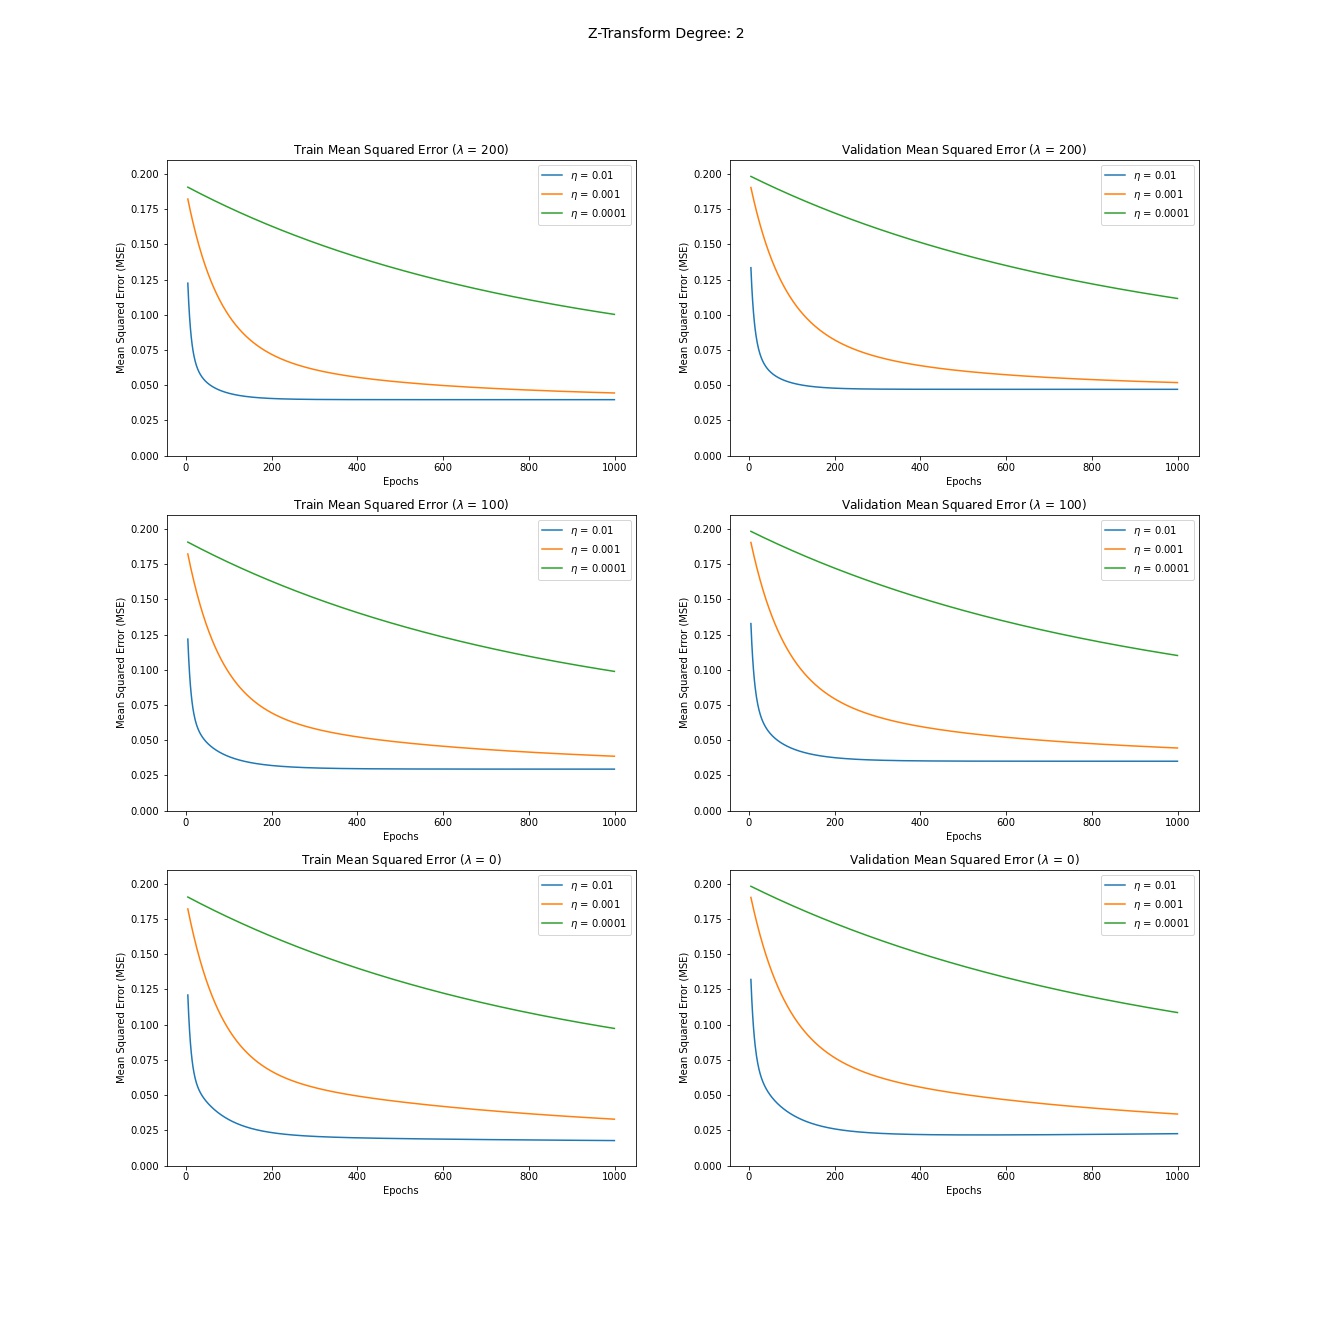 Z-Transform Degree: 2
Train Mean Squared Error (λ = 200)
Mean Squared Error (MSE)
0.200
0.175
0.150
0.125
0.100
0.075
0.050
0.025
0.000
η = 0.01
η = 0.001
η = 0.0001
0 200 400 600 800 1000
Epochs
Validation Mean Squared Error (λ = 200)
Mean Squared Error (MSE)
0.200
0.175
0.150
0.125
0.100
0.075
0.050
0.025
0.000
η = 0.01
η = 0.001
η = 0.0001
0 200 400 600 800 1000
Epochs
Train Mean Squared Error (λ = 100)
Mean Squared Error (MSE)
0.200
0.175
0.150
0.125
0.100
0.075
0.050
0.025
0.000
η = 0.01
η = 0.001
η = 0.0001
0 200 400 600 800 1000
Epochs
Validation Mean Squared Error (λ = 100)
Mean Squared Error (MSE)
0.200
0.175
0.150
0.125
0.100
0.075
0.050
0.025
0.000
η = 0.01
η = 0.001
η = 0.0001
0 200 400 600 800 1000
Epochs
Train Mean Squared Error (λ = 0)
Mean Squared Error (MSE)
0.200
0.175
0.150
0.125
0.100
0.075
0.050
0.025
0.000
η = 0.01
η = 0.001
η = 0.0001
0 200 400 600 800 1000
Epochs
Validation Mean Squared Error (λ = 0)
Mean Squared Error (MSE)
0.200
0.175
0.150
0.125
0.100
0.075
0.050
0.025
0.000
η = 0.01
η = 0.001
η = 0.0001
0 200 400 600 800 1000
Epochs